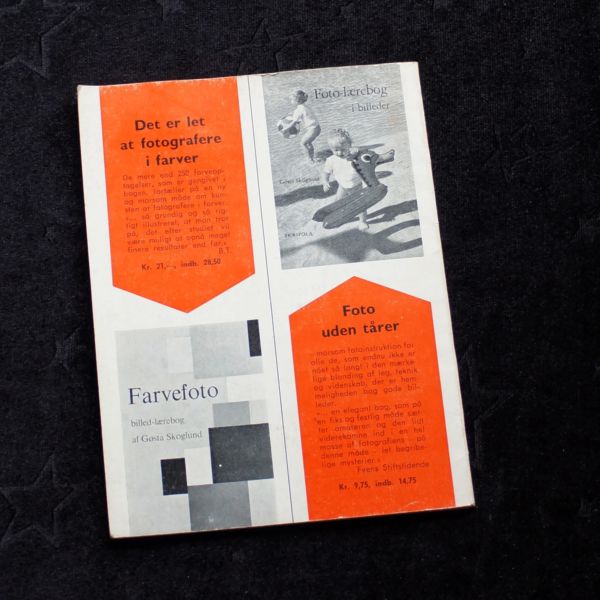 Det er let
at fotografere
i farver
De mere end 250 farveop-
tagelser, som er gengivet i
bogen, fortæller på en ny
og morsom måde om kun-
sten at fotografere i farver.
»... så grundig og så rig-
tigt illustreret, at man tror
på, det efter studiet vil
være muligt at opnå meget
finere resultater end før.«
B.T.
Kr. 21,—, indb. 28,50
Farvefoto
billed-lærebog
af Gøsta Skoglund
Foto-lærebog
i billeder
Gøsta Skoglund
SKRIFOLA
Foto
uden tårer
morsom fotoinstruktion for
alle de, som endnu ikke er
nået så langt i den mærke-
lige blanding af leg, teknik
og videnskab, der er hem-
meligheden bag gode bil-
leder.
»... en elegant bog, som på
en fiks og festlig måde sæt-
ter amatøren og den lidt
viderekomne ind i en hel
masse af fotografiens - på
denne måde - let begribe-
lige mysterier.«
Fyens Stiftstidende
Kr. 9,75, indb. 14,75